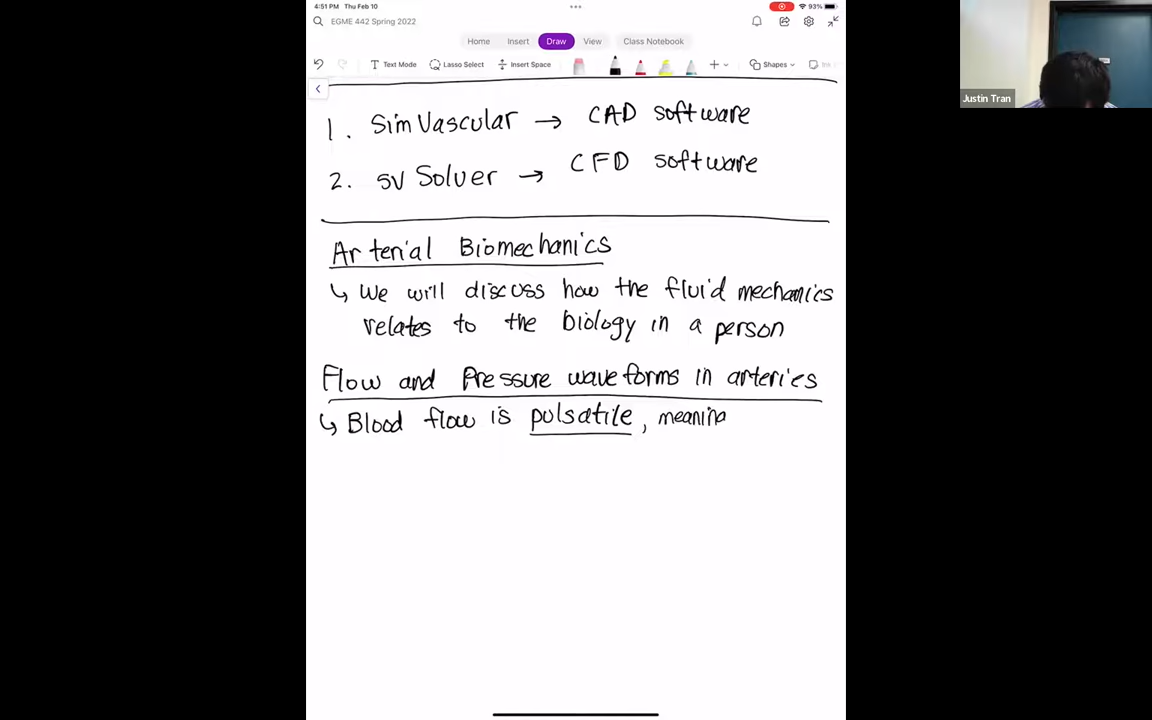 4:51 PM Thu Feb 10
93%
EGME 442 Spring 2022
Home Insert Draw View Class Notebook
Text Mode Lasso Select Insert Space Shapes Ink
Justin Tran
1. SimVascular → CAD software
2. SV Solver → CFD software
Arterial Biomechanics
↳ We will discuss how the fluid mechanics
relates to the biology in a person
Flow and Pressure waveforms in arteries
↳ Blood flow is pulsatile, meanin